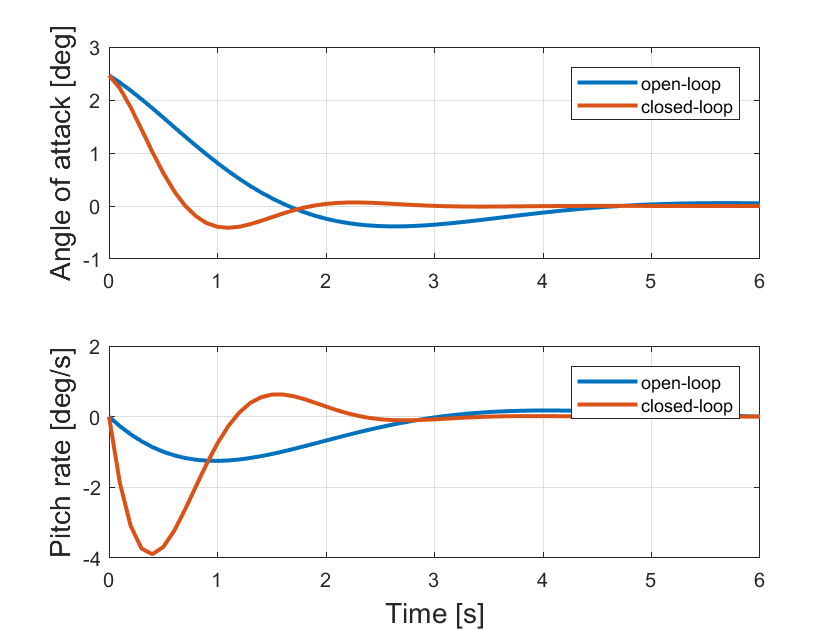 Angle of attack [deg]
3
2
1
0
-1
open-loop
closed-loop
0 1 2 3 4 5 6
Pitch rate [deg/s]
2
0
-2
-4
open-loop
closed-loop
0 1 2 3 4 5 6
Time [s]